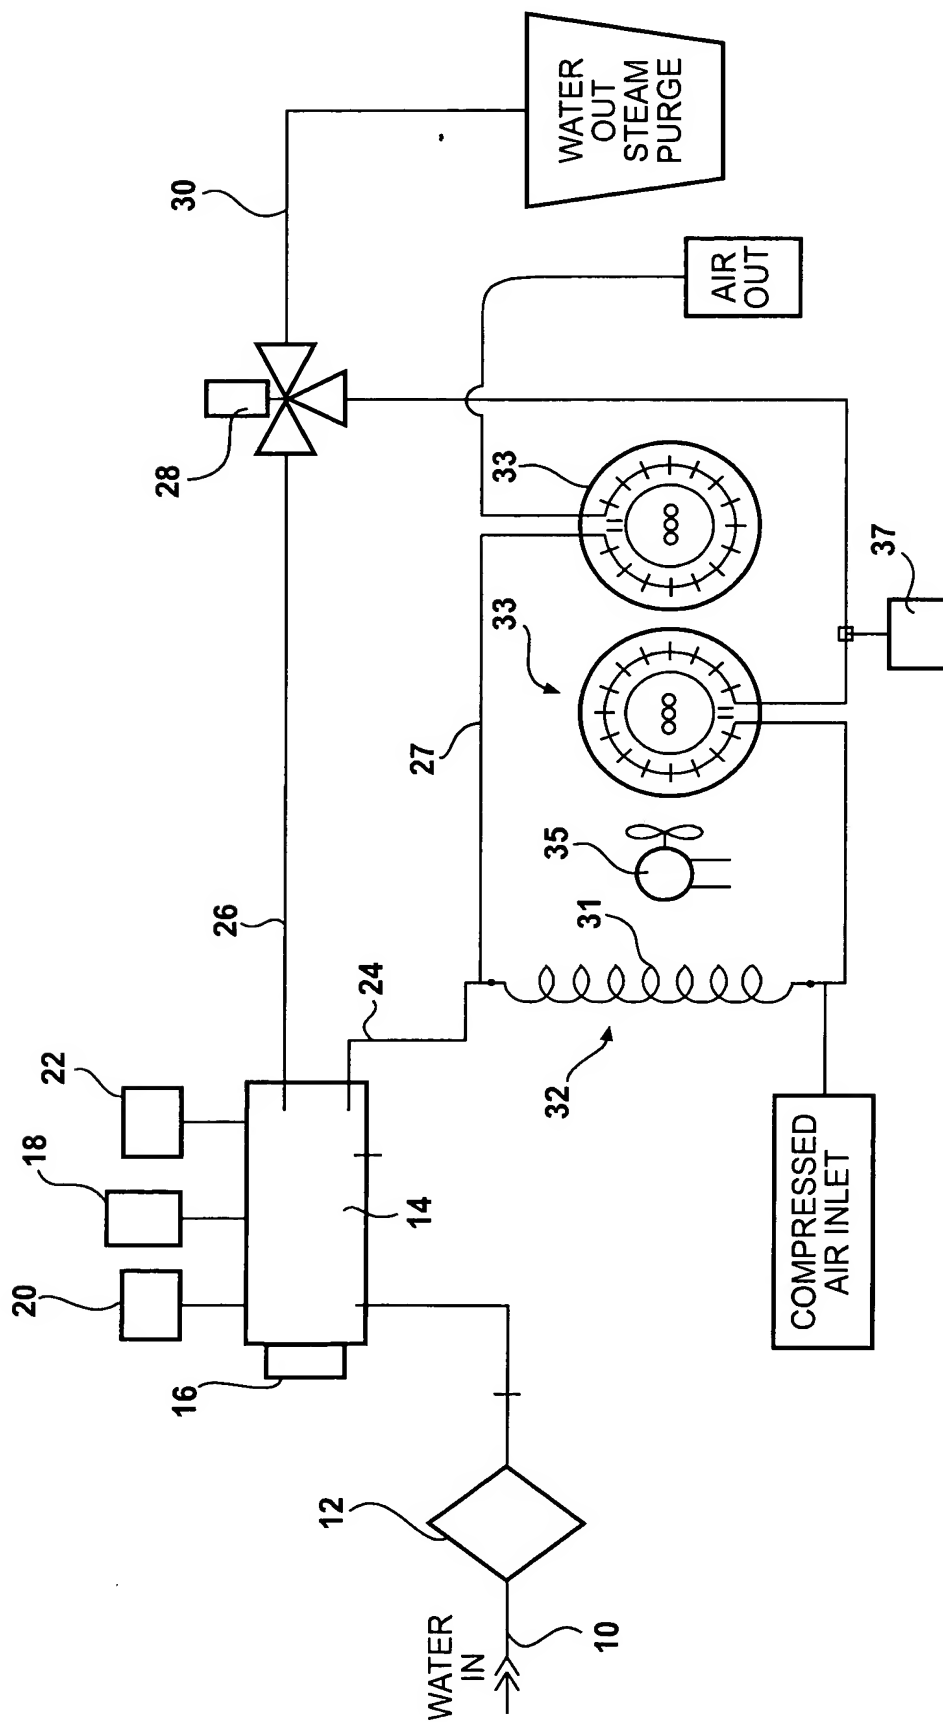 WATER
IN
10
12
16
20
18
22
14
24
26
28
30
WATER
OUT
STEAM
PURGE
AIR
OUT
27
33
33
35
31
32
37
COMPRESSED
AIR INLET